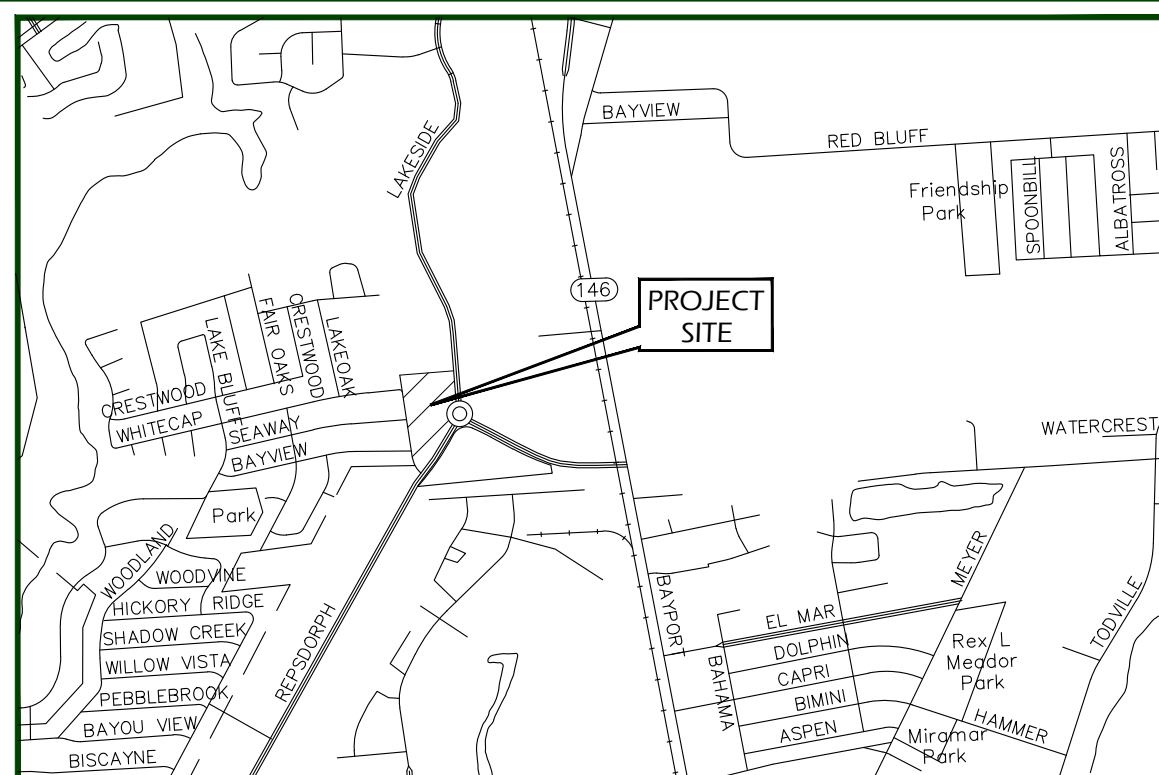 BAYVIEW
RED BLUFF
LAKESIDE
Friendship
Park
SPOONBILL
ALBATROSS
146
PROJECT
SITE
FAIR OAKS
CRESTWOOD
LAKE BLUFF
LAKEOAK
CRESTWOOD
WHITECAP
SEAWAY
BAYVIEW
WATERCREST
Park
WOODLAND
WOODVINE
HICKORY RIDGE
SHADOW CREEK
WILLOW VISTA
PEBBLEBROOK
BAYOU VIEW
BISCAYNE
REPSDORPH
BAYPORT
BAHAMA
EL MAR
DOLPHIN
CAPRI
BIMINI
ASPEN
MEYER
TODVILLE
Rex L
Meador
Park
HAMMER
Miramar
Park